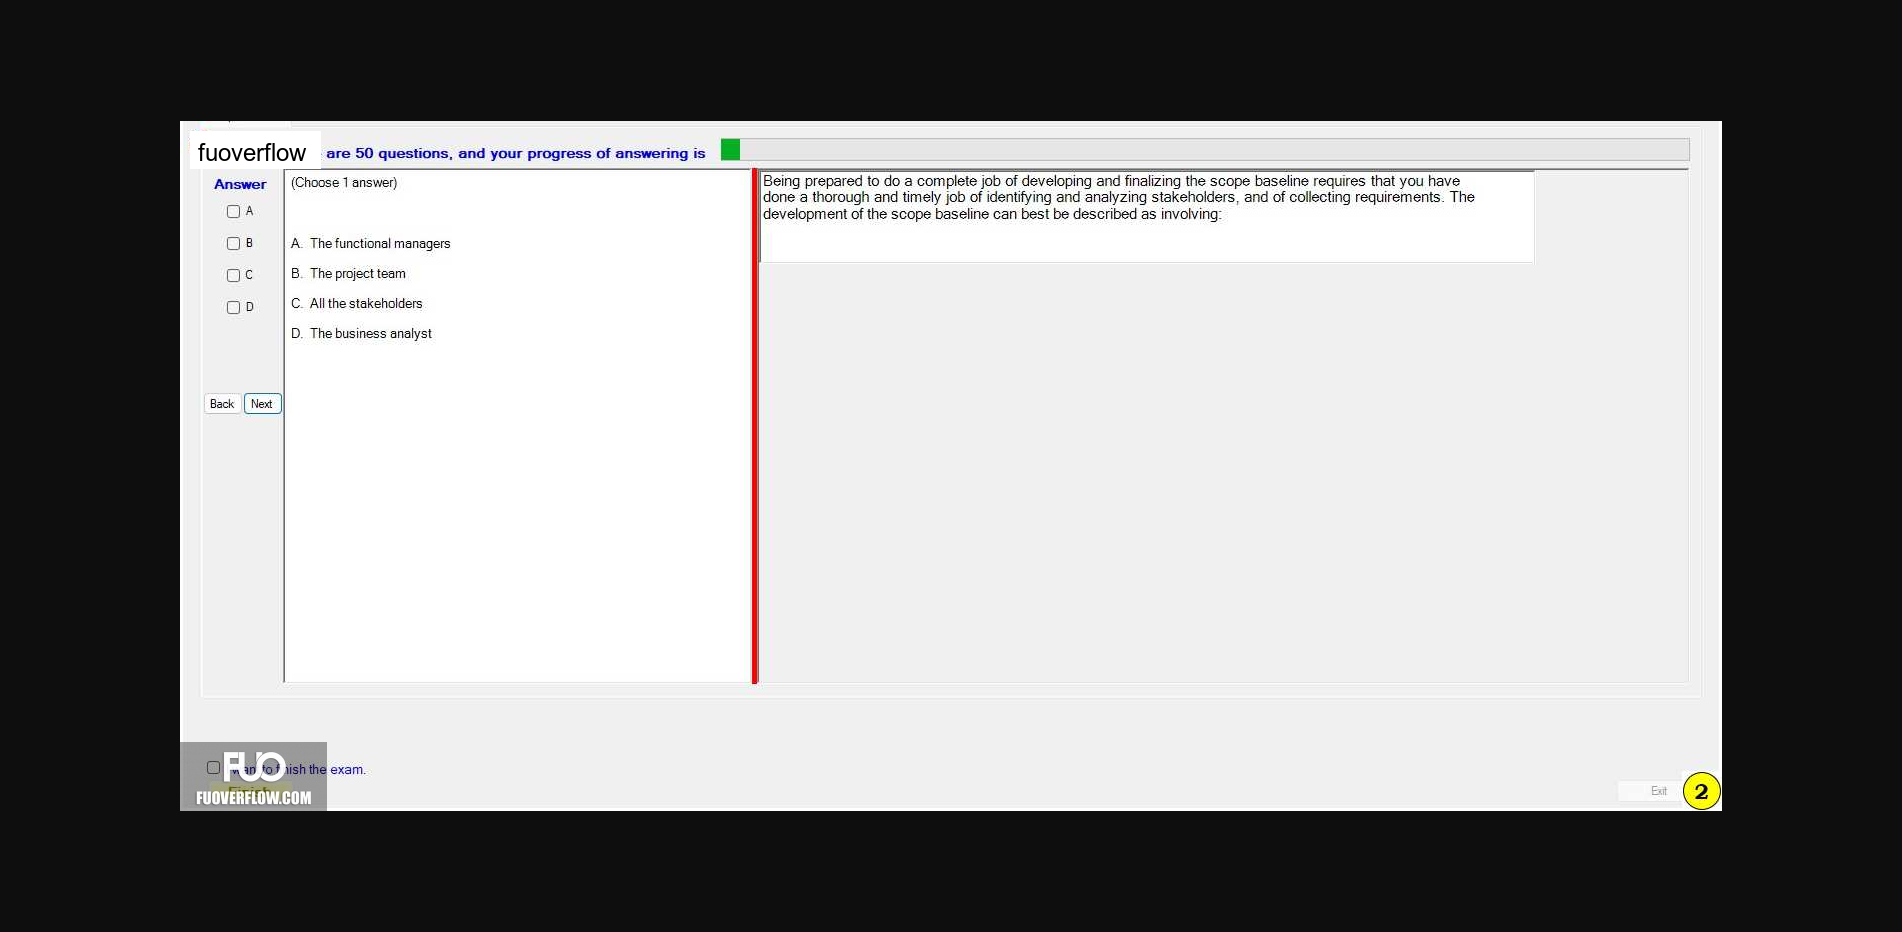 fuoverflow are 50 questions, and your progress of answering is
Answer
A
B
C
D
Back Next
(Choose 1 answer)
A. The functional managers
B. The project team
C. All the stakeholders
D. The business analyst
Being prepared to do a complete job of developing and finalizing the scope baseline requires that you have
done a thorough and timely job of identifying and analyzing stakeholders, and of collecting requirements. The
development of the scope baseline can best be described as involving:
I want to finish the exam.
Finish
FUO
FUOVERFLOW.COM
Exit
2